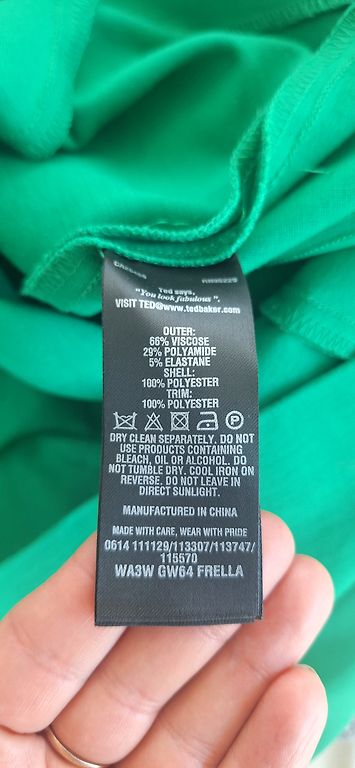 Ted says,
"You look fabulous".
VISIT TED@www.tedbaker.com
OUTER:
66% VISCOSE
29% POLYAMIDE
5% ELASTANE
SHELL:
100% POLYESTER
TRIM:
100% POLYESTER
P
DRY CLEAN SEPARATELY. DO NOT
USE PRODUCTS CONTAINING
BLEACH, OIL OR ALCOHOL. DO
NOT TUMBLE DRY. COOL IRON ON
REVERSE. DO NOT LEAVE IN
DIRECT SUNLIGHT.
MANUFACTURED IN CHINA
MADE WITH CARE, WEAR WITH PRIDE
0614 111129/113307/113747/
115570
WA3W GW64 FRELLA